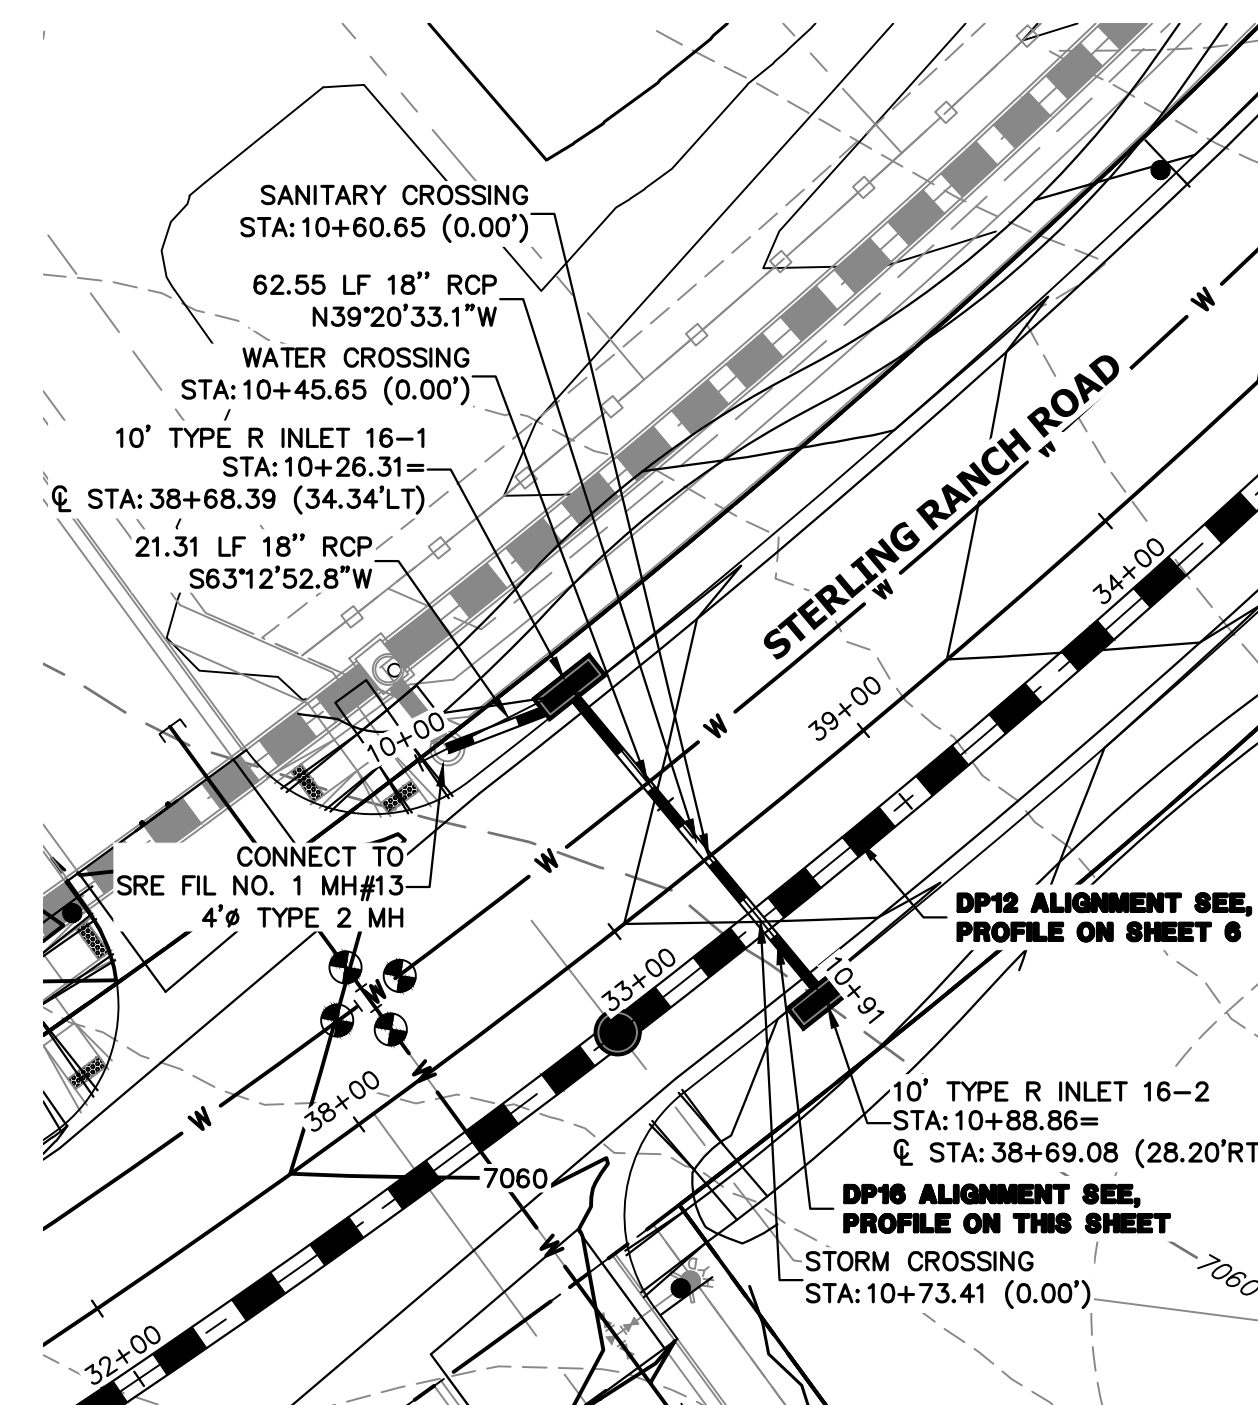 SANITARY CROSSING
STA:10+60.65 (0.00')
62.55 LF 18" RCP
N39°20'33.1"W
WATER CROSSING
STA:10+45.65 (0.00')
10' TYPE R INLET 16-1
STA:10+26.31=
℄ STA:38+68.39 (34.34'LT)
21.31 LF 18" RCP
S63°12'52.8"W
W
STERLING RANCH ROAD
W
W
34+00
39+00
W
10+00
W
CONNECT TO
SRE FIL NO. 1 MH#13
4'ø TYPE 2 MH
DP12 ALIGNMENT SEE,
PROFILE ON SHEET 6
33+00
10+91
W
W
38+00
W
10' TYPE R INLET 16-2
STA:10+88.86=
℄ STA:38+69.08 (28.20'RT
7060
DP16 ALIGNMENT SEE,
PROFILE ON THIS SHEET
W
STORM CROSSING
STA:10+73.41 (0.00')
7060
32+00